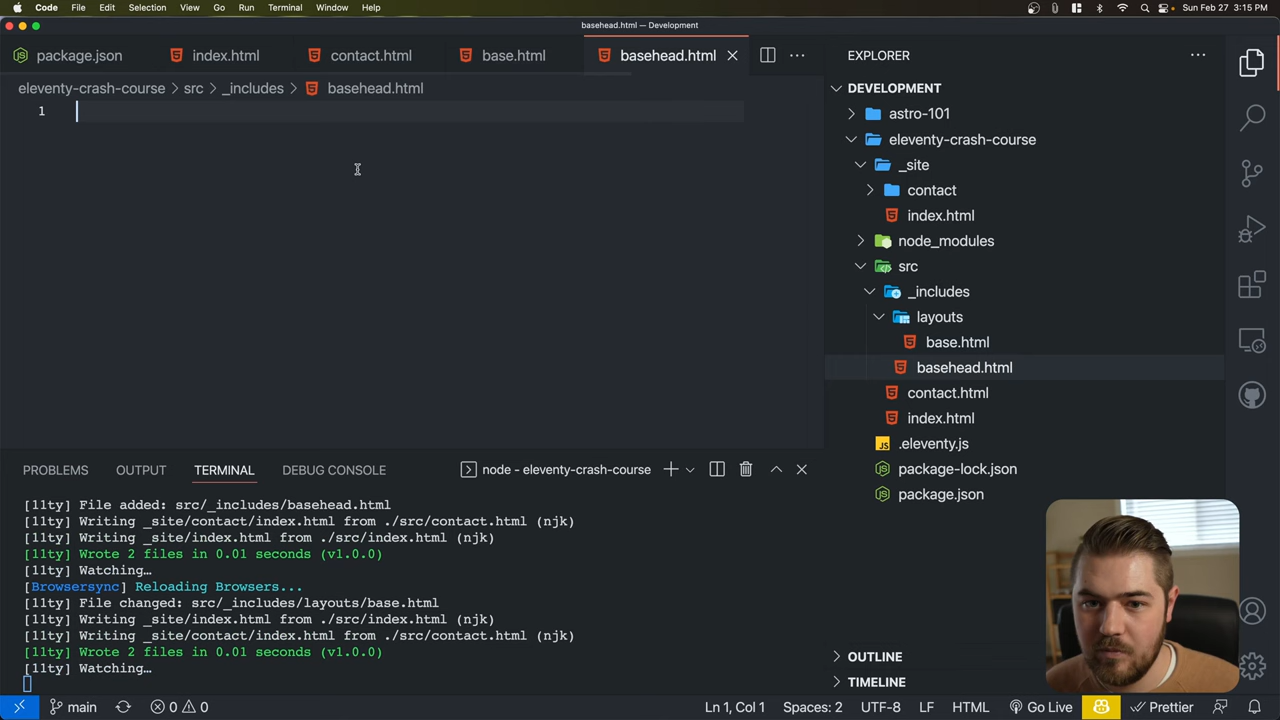 Code File Edit Selection View Go Run Terminal Window Help Sun Feb 27 3:15 PM
basehead.html — Development
package.json index.html contact.html base.html basehead.html
eleventy-crash-course > src > _includes > basehead.html
1
EXPLORER
DEVELOPMENT
astro-101
eleventy-crash-course
_site
contact
index.html
node_modules
src
_includes
layouts
base.html
basehead.html
contact.html
index.html
.eleventy.js
package-lock.json
package.json
OUTLINE
TIMELINE
PROBLEMS OUTPUT TERMINAL DEBUG CONSOLE node - eleventy-crash-course
[11ty] File added: src/_includes/basehead.html
[11ty] Writing _site/contact/index.html from ./src/contact.html (njk)
[11ty] Writing _site/index.html from ./src/index.html (njk)
[11ty] Wrote 2 files in 0.01 seconds (v1.0.0)
[11ty] Watching…
[Browsersync] Reloading Browsers...
[11ty] File changed: src/_includes/layouts/base.html
[11ty] Writing _site/index.html from ./src/index.html (njk)
[11ty] Writing _site/contact/index.html from ./src/contact.html (njk)
[11ty] Wrote 2 files in 0.01 seconds (v1.0.0)
[11ty] Watching…
main 0 0 Ln 1, Col 1 Spaces: 2 UTF-8 LF HTML Go Live Prettier